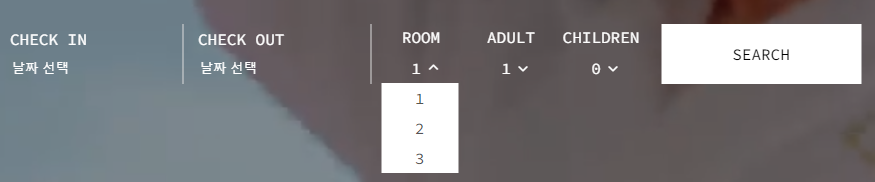 CHECK IN
날짜 선택
CHECK OUT
날짜 선택
ROOM
1
1
2
3
ADULT
1
CHILDREN
0
SEARCH